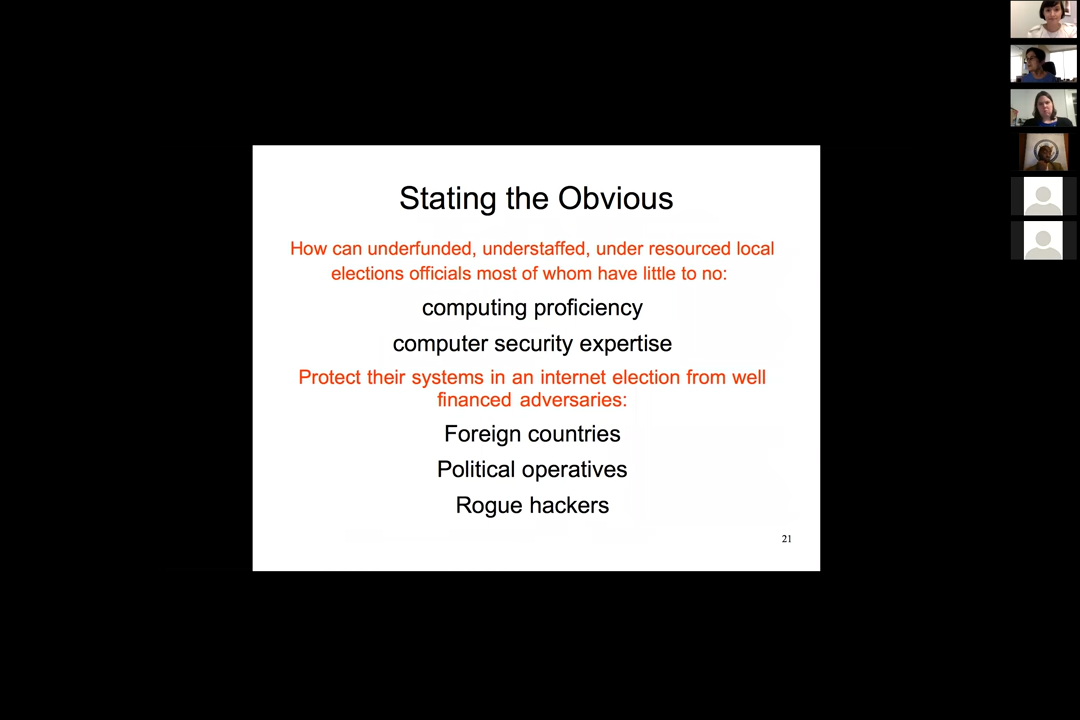 Stating the Obvious
How can underfunded, understaffed, under resourced local
elections officials most of whom have little to no:
computing proficiency
computer security expertise
Protect their systems in an internet election from well
financed adversaries:
Foreign countries
Political operatives
Rogue hackers
21